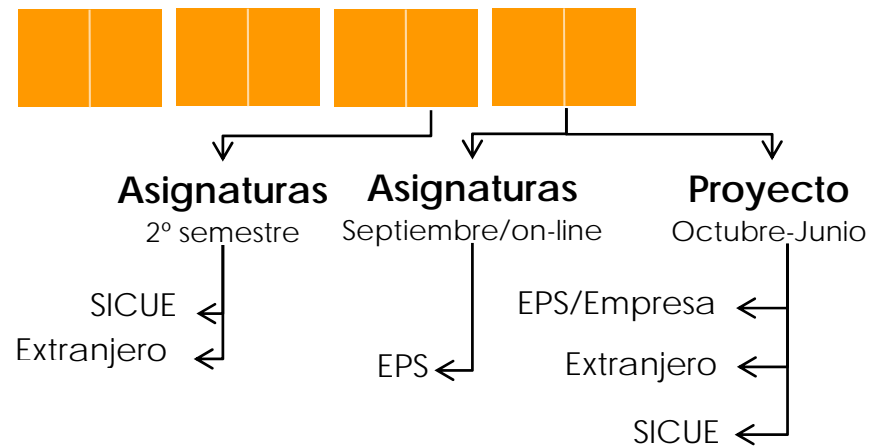 Asignaturas
2º semestre
SICUE
Extranjero
Asignaturas
Septiembre/on-line
EPS
Proyecto
Octubre-Junio
EPS/Empresa
Extranjero
SICUE